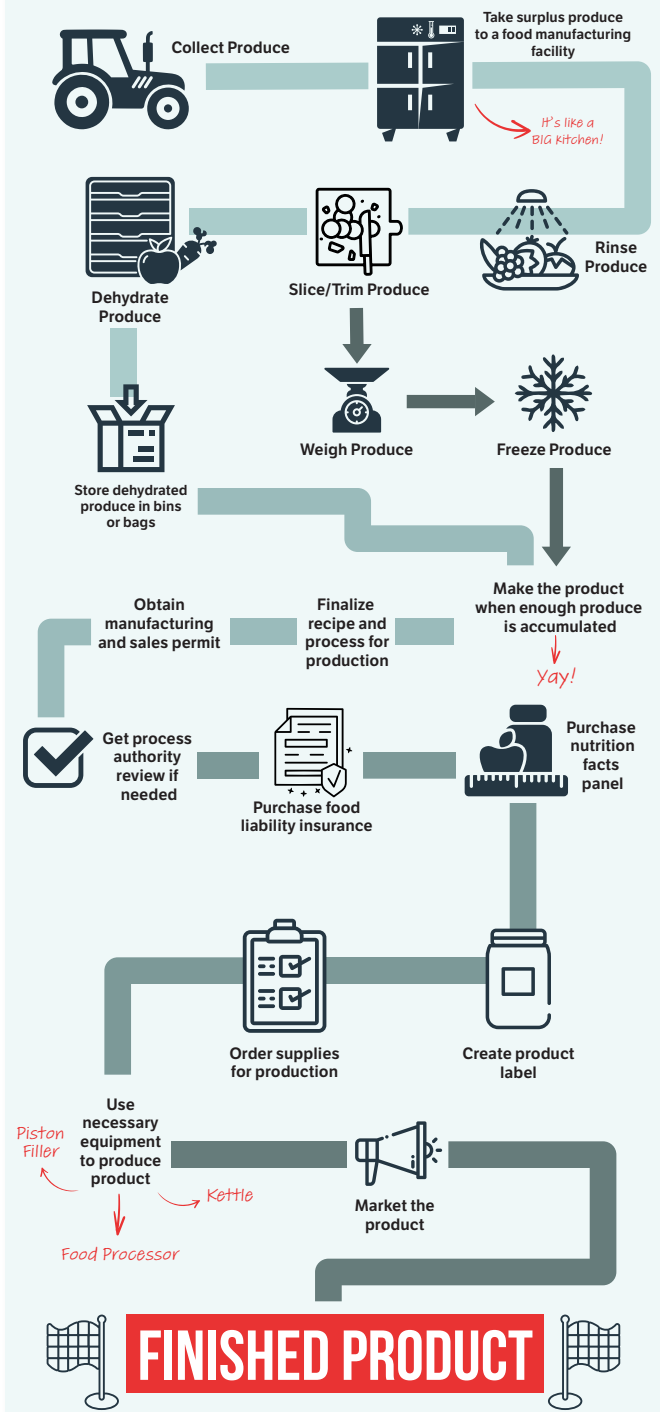 Collect Produce
Take surplus produce
to a food manufacturing
facility
It's like a
BIG kitchen!
Rinse
Produce
Slice/Trim Produce
Dehydrate
Produce
Weigh Produce
Freeze Produce
Store dehydrated
produce in bins
or bags
Make the product
when enough produce
is accumulated
Yay!
Finalize
recipe and
process for
production
Obtain
manufacturing
and sales permit
Get process
authority
review if
needed
Purchase food
liability insurance
Purchase
nutrition
facts
panel
Create product
label
Order supplies
for production
Use
necessary
equipment
to produce
product
Piston
Filler
Food Processor
Kettle
Market the
product
FINISHED PRODUCT